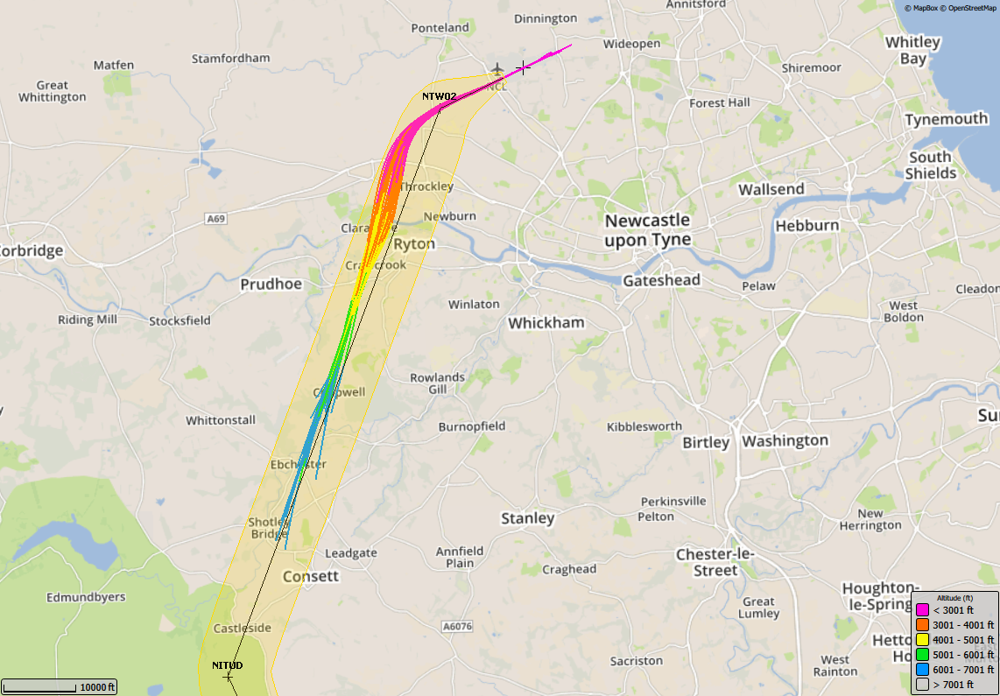 © MapBox © OpenStreetMap
Annitsford
Dinnington
Ponteland
Wideopen
Whitley
Bay
Stamfordham
Matfen
Shiremoor
Great
Whittington
NCL
NTW02
Forest Hall
Tynemouth
South
Shields
Throckley
Wallsend
A69
Newburn
Newcastle
upon Tyne
Hebburn
Ryton
Corbridge
Prudhoe
Gateshead
Pelaw
Cleadon
Winlaton
West
Boldon
Riding Mill
Stocksfield
Whickham
Rowlands
Gill
Whittonstall
Burnopfield
Kibblesworth
Birtley
Washington
Perkinsville
Pelton
Stanley
New
Herrington
Shotley
Bridge
Leadgate
Annfield
Plain
Chester-le-
Street
Craghead
Consett
Houghton-
le-Spring
Edmundbyers
Great
Lumley
Castleside
A6076
NITUD
Sacriston
West
Rainton
Altitude (ft)
< 3001 ft
3001 - 4001 ft
4001 - 5001 ft
5001 - 6001 ft
6001 - 7001 ft
> 7001 ft
10000 ft